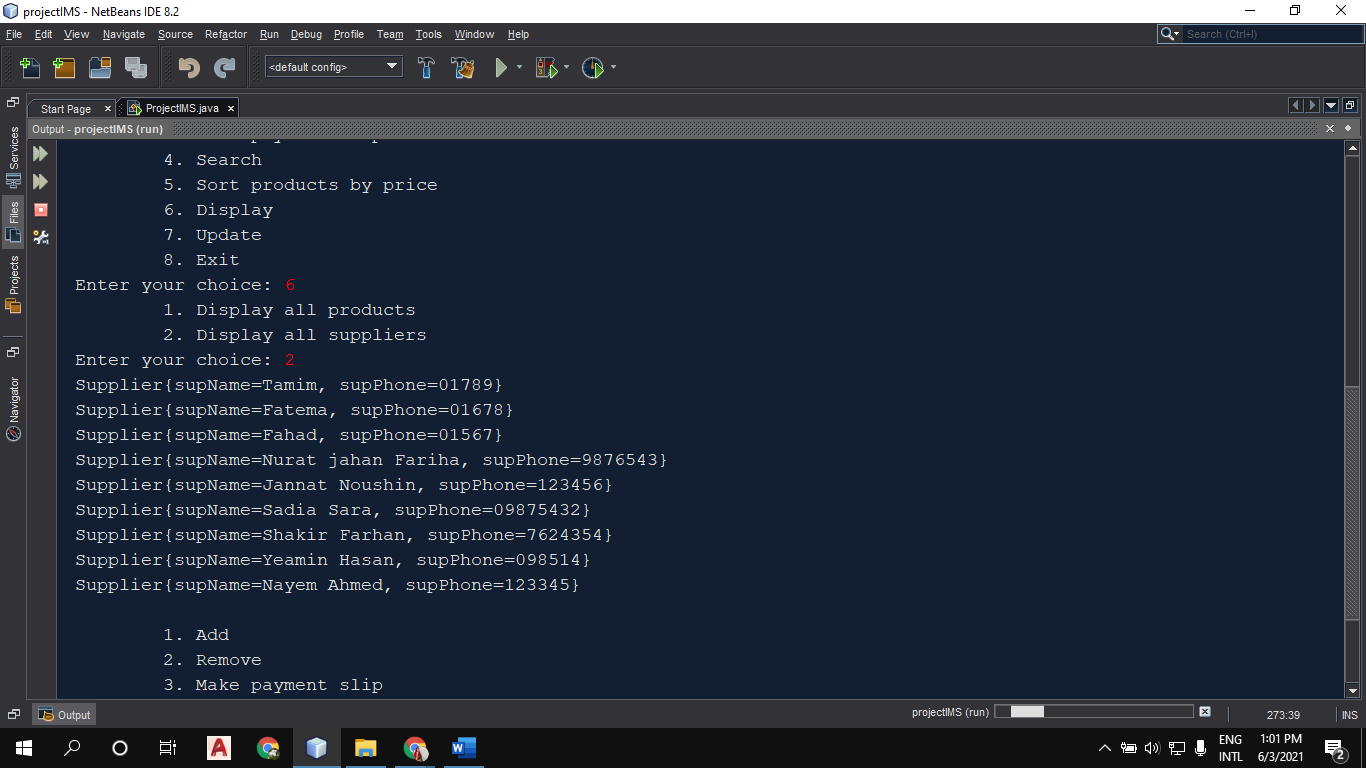 projectIMS - NetBeans IDE 8.2
File Edit View Navigate Source Refactor Run Debug Profile Team Tools Window Help
Search (Ctrl+I)
<default config>
Start Page
ProjectIMS.java
Output - projectIMS (run)
Services
Files
Projects
Navigator
4. Search
5. Sort products by price
6. Display
7. Update
8. Exit
Enter your choice: 6
1. Display all products
2. Display all suppliers
Enter your choice: 2
Supplier{supName=Tamim, supPhone=01789}
Supplier{supName=Fatema, supPhone=01678}
Supplier{supName=Fahad, supPhone=01567}
Supplier{supName=Nurat jahan Fariha, supPhone=9876543}
Supplier{supName=Jannat Noushin, supPhone=123456}
Supplier{supName=Sadia Sara, supPhone=09875432}
Supplier{supName=Shakir Farhan, supPhone=7624354}
Supplier{supName=Yeamin Hasan, supPhone=098514}
Supplier{supName=Nayem Ahmed, supPhone=123345}
1. Add
2. Remove
3. Make payment slip
Output
projectIMS (run)
273:39
INS
ENG
INTL
1:01 PM
6/3/2021
2